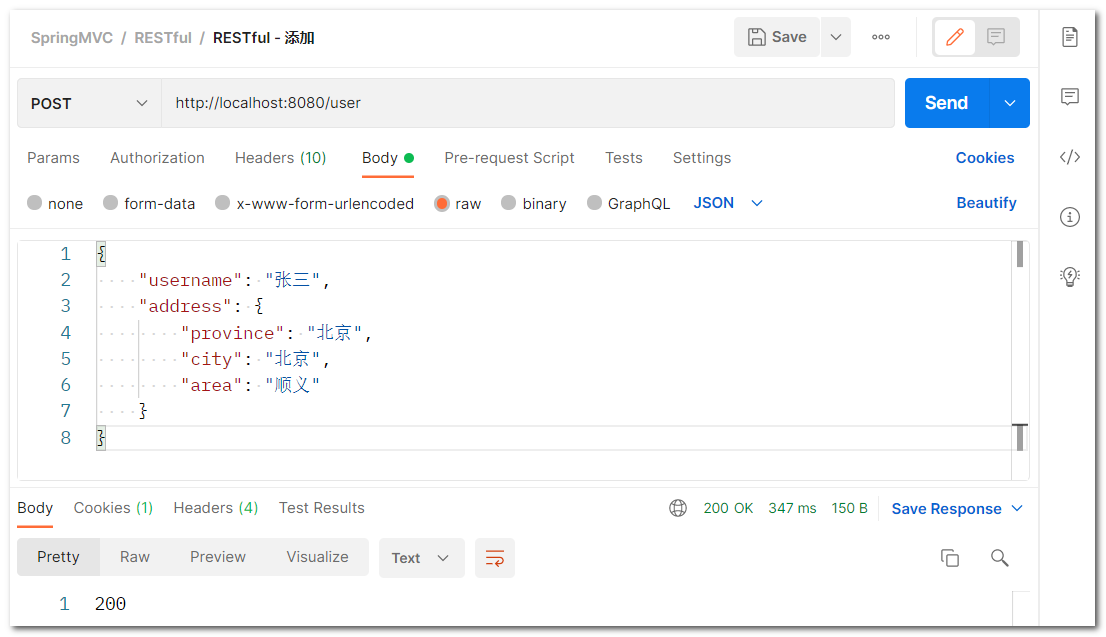 SpringMVC / RESTful / RESTful - 添加 Save
POST http://localhost:8080/user Send
Params Authorization Headers (10) Body Pre-request Script Tests Settings Cookies
none form-data x-www-form-urlencoded raw binary GraphQL JSON Beautify
1 {
2 "username": "张三",
3 "address": {
4 "province": "北京",
5 "city": "北京",
6 "area": "顺义"
7 }
8 }
Body Cookies (1) Headers (4) Test Results 200 OK 347 ms 150 B Save Response
Pretty Raw Preview Visualize Text
1 200